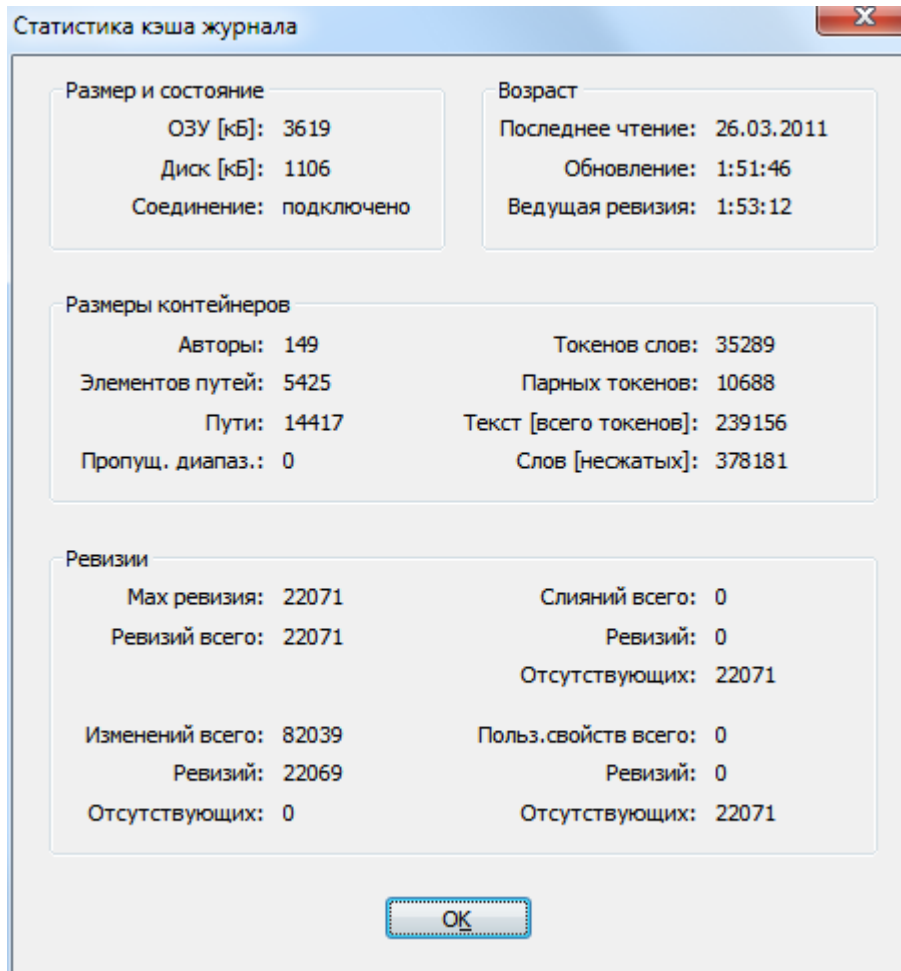 Статистика кэша журнала
Размер и состояние
ОЗУ [кБ]: 3619
Диск [кБ]: 1106
Соединение: подключено
Возраст
Последнее чтение: 26.03.2011
Обновление: 1:51:46
Ведущая ревизия: 1:53:12
Размеры контейнеров
Авторы: 149
Элементов путей: 5425
Пути: 14417
Пропущ. диапаз.: 0
Токенов слов: 35289
Парных токенов: 10688
Текст [всего токенов]: 239156
Слов [несжатых]: 378181
Ревизии
Мах ревизия: 22071
Ревизий всего: 22071
Изменений всего: 82039
Ревизий: 22069
Отсутствующих: 0
Слияний всего: 0
Ревизий: 0
Отсутствующих: 22071
Польз.свойств всего: 0
Ревизий: 0
Отсутствующих: 22071
OK